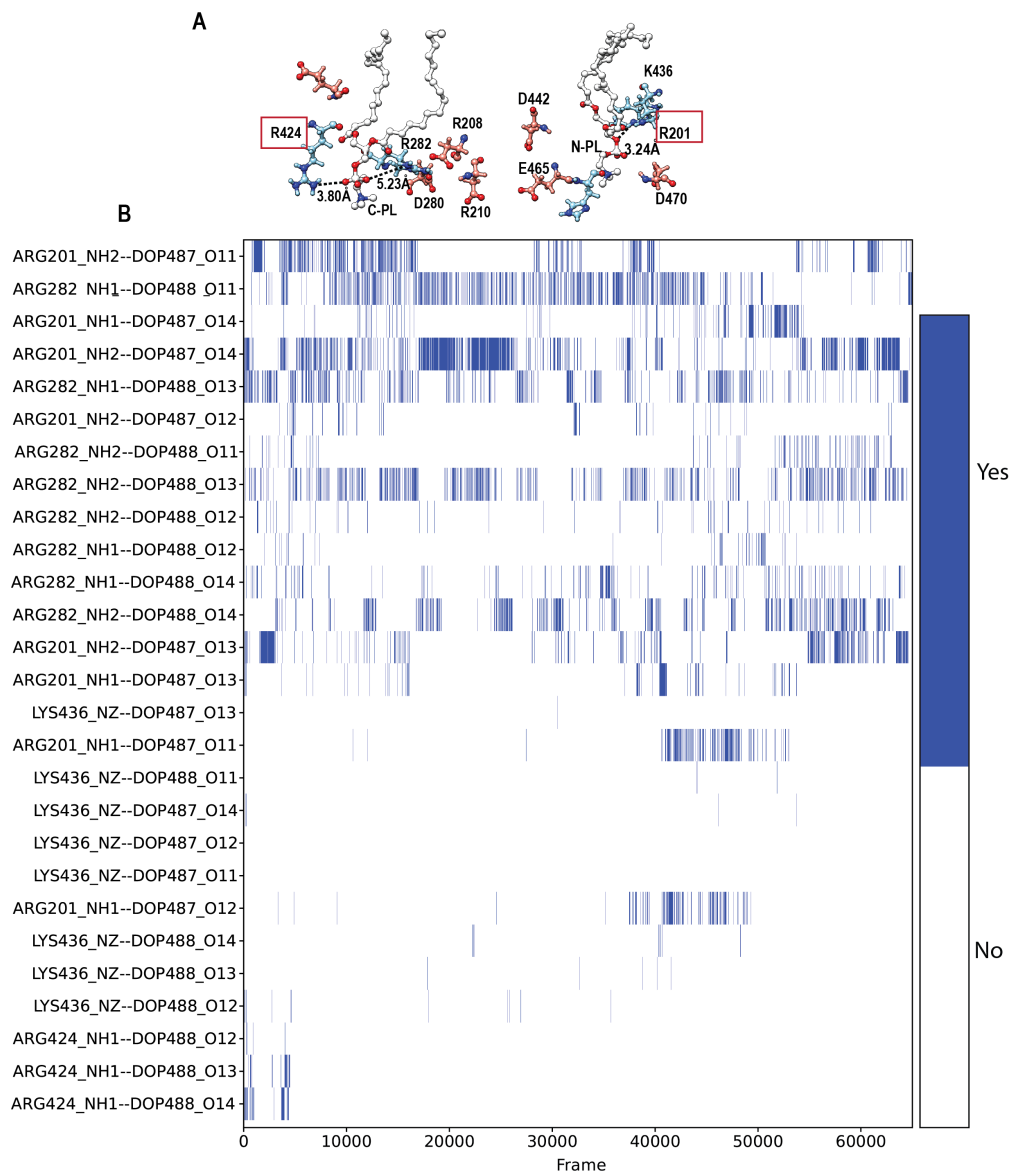 A
K436
D442
R424
R208
R201
R282
N-PL
3.24Å
E465
3.80Å
5.23Å
D280
D470
C-PL
R210
B
ARG201_NH2--DOP487_O11
ARG282_NH1--DOP488_O11
ARG201_NH1--DOP487_O14
ARG201_NH2--DOP487_O14
ARG282_NH1--DOP488_O13
ARG201_NH2--DOP487_O12
ARG282_NH2--DOP488_O11
ARG282_NH2--DOP488_O13
Yes
ARG282_NH2--DOP488_O12
ARG282_NH1--DOP488_O12
ARG282_NH1--DOP488_O14
ARG282_NH2--DOP488_O14
ARG201_NH2--DOP487_O13
ARG201_NH1--DOP487_O13
LYS436_NZ--DOP487_O13
ARG201_NH1--DOP487_O11
LYS436_NZ--DOP488_O11
LYS436_NZ--DOP487_O14
LYS436_NZ--DOP487_O12
LYS436_NZ--DOP487_O11
ARG201_NH1--DOP487_O12
LYS436_NZ--DOP488_O14
No
LYS436_NZ--DOP488_O13
LYS436_NZ--DOP488_O12
ARG424_NH1--DOP488_O12
ARG424_NH1--DOP488_O13
ARG424_NH1--DOP488_O14
0 10000 20000 30000 40000 50000 60000
Frame